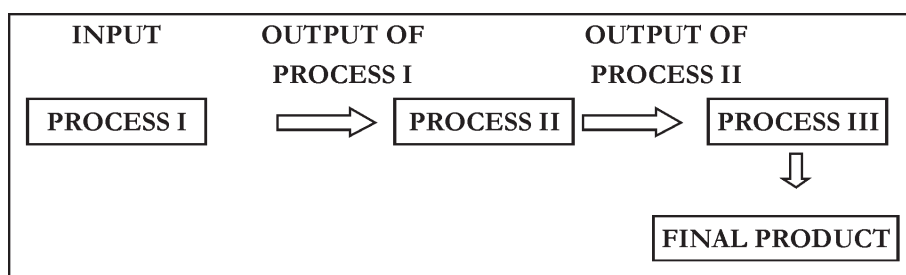 INPUT
OUTPUT OF
PROCESS I
OUTPUT OF
PROCESS II
PROCESS I
PROCESS II
PROCESS III
FINAL PRODUCT